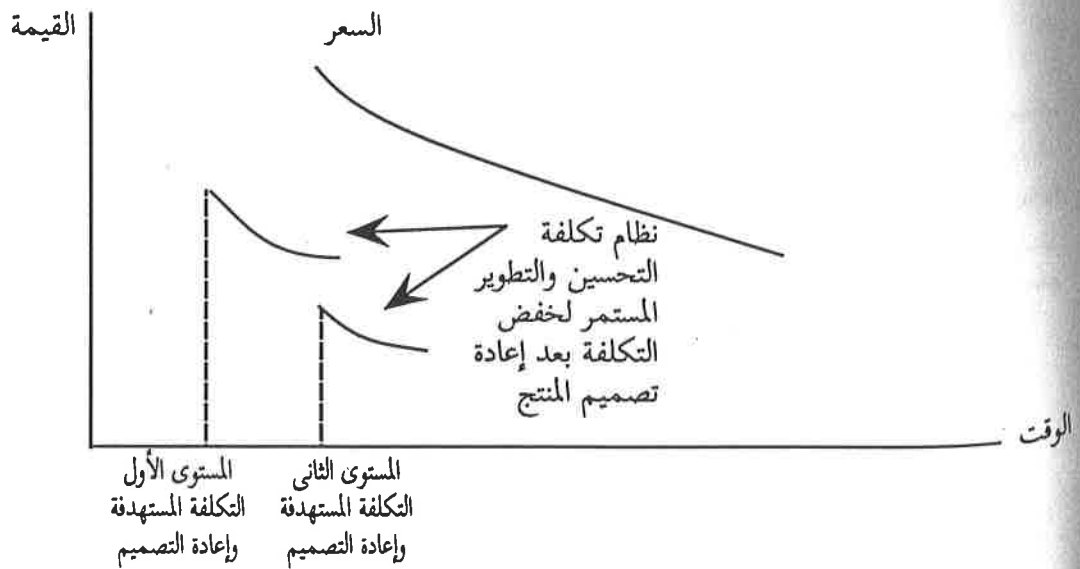 القيمة
السعر
نظام تكلفة
التحسين والتطوير
المستمر لخفض
التكلفة بعد إعادة
تصميم المنتج
الوقت
المستوى الأول
التكلفة المستهدفة
وإعادة التصميم
المستوى الثانى
التكلفة المستهدفة
وإعادة التصميم